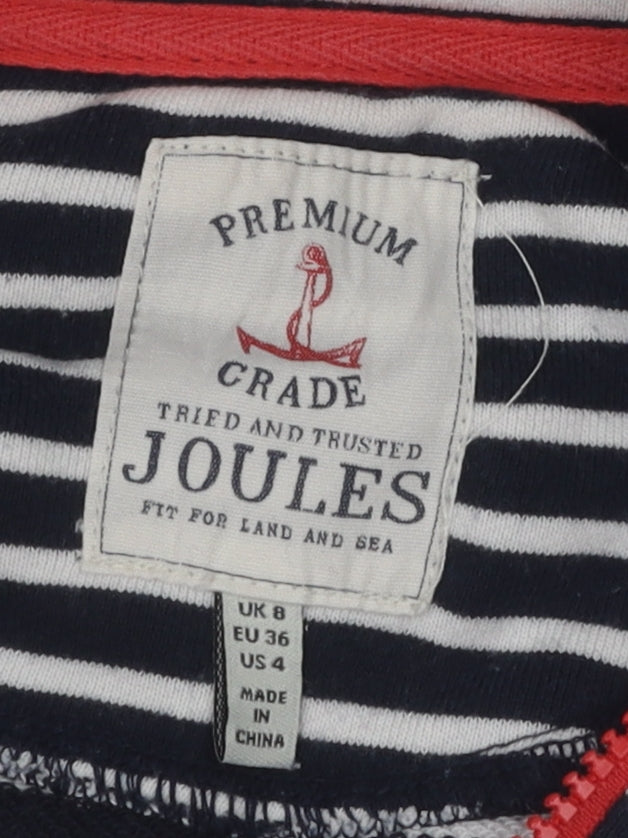 PREMIUM
GRADE
TRIED AND TRUSTED
JOULES
FIT FOR LAND AND SEA
UK 8
EU 36
US 4
MADE
IN
CHINA